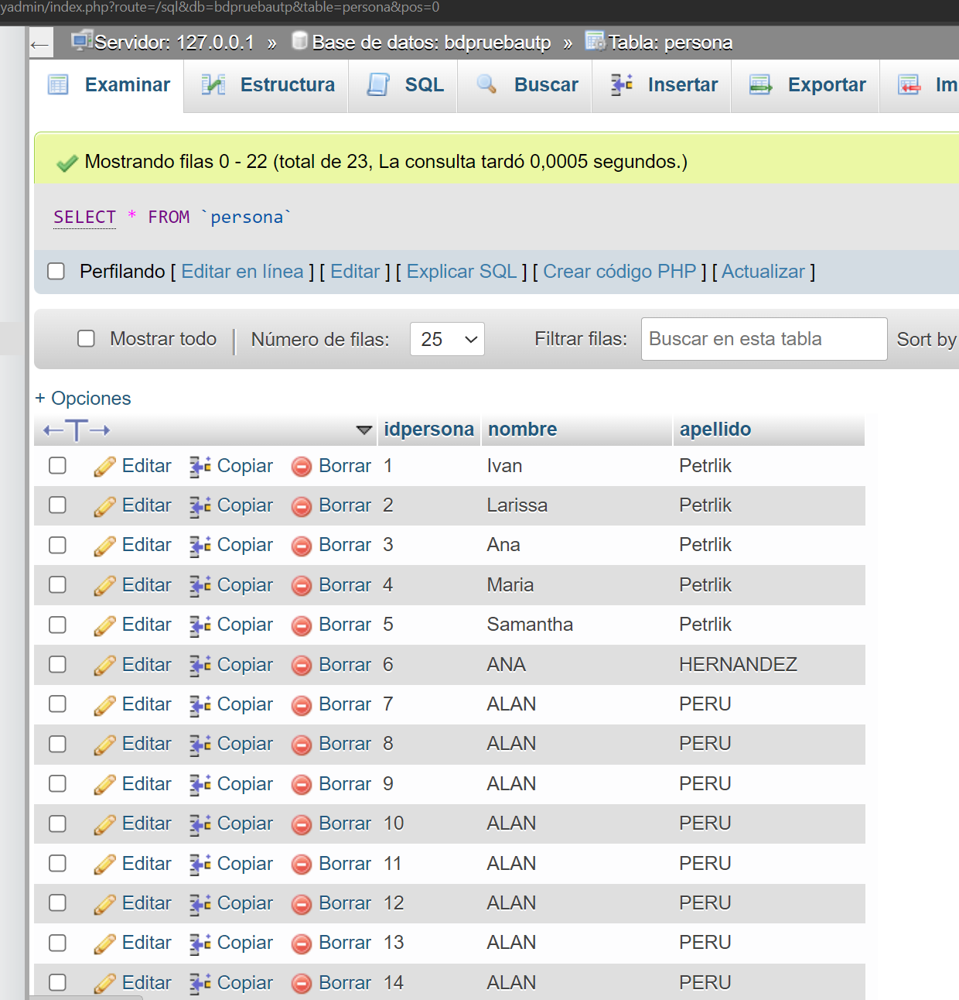 yadmin/index.php?route=/sql&db=bdpruebautp&table=persona&pos=0
← Servidor: 127.0.0.1 » Base de datos: bdpruebautp » Tabla: persona
Examinar Estructura SQL Buscar Insertar Exportar Im
Mostrando filas 0 - 22 (total de 23, La consulta tardó 0,0005 segundos.)
SELECT * FROM `persona`
Perfilando [ Editar en línea ] [ Editar ] [ Explicar SQL ] [ Crear código PHP ] [ Actualizar ]
Mostrar todo Número de filas: 25 Filtrar filas: Buscar en esta tabla Sort by
+ Opciones
←T→ idpersona nombre apellido
Editar Copiar Borrar 1 Ivan Petrlik
Editar Copiar Borrar 2 Larissa Petrlik
Editar Copiar Borrar 3 Ana Petrlik
Editar Copiar Borrar 4 Maria Petrlik
Editar Copiar Borrar 5 Samantha Petrlik
Editar Copiar Borrar 6 ANA HERNANDEZ
Editar Copiar Borrar 7 ALAN PERU
Editar Copiar Borrar 8 ALAN PERU
Editar Copiar Borrar 9 ALAN PERU
Editar Copiar Borrar 10 ALAN PERU
Editar Copiar Borrar 11 ALAN PERU
Editar Copiar Borrar 12 ALAN PERU
Editar Copiar Borrar 13 ALAN PERU
Editar Copiar Borrar 14 ALAN PERU